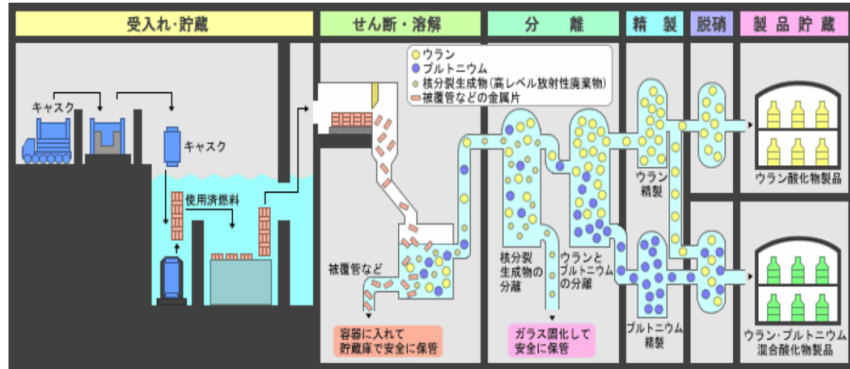 受入れ・貯蔵
せん断・溶解
分離
精製
脱硝
製品貯蔵
ウラン
プルトニウム
核分裂生成物(高レベル放射性廃棄物)
被覆管などの金属片
キャスク
キャスク
使用済燃料
被覆管など
容器に入れて
貯蔵庫で安全に保管
核分裂
生成物の
分離
ウランと
プルトニウム
の分離
ガラス固化して
安全に保管
ウラン
精製
プルトニウム
精製
ウラン酸化物製品
ウラン・プルトニウム
混合酸化物製品